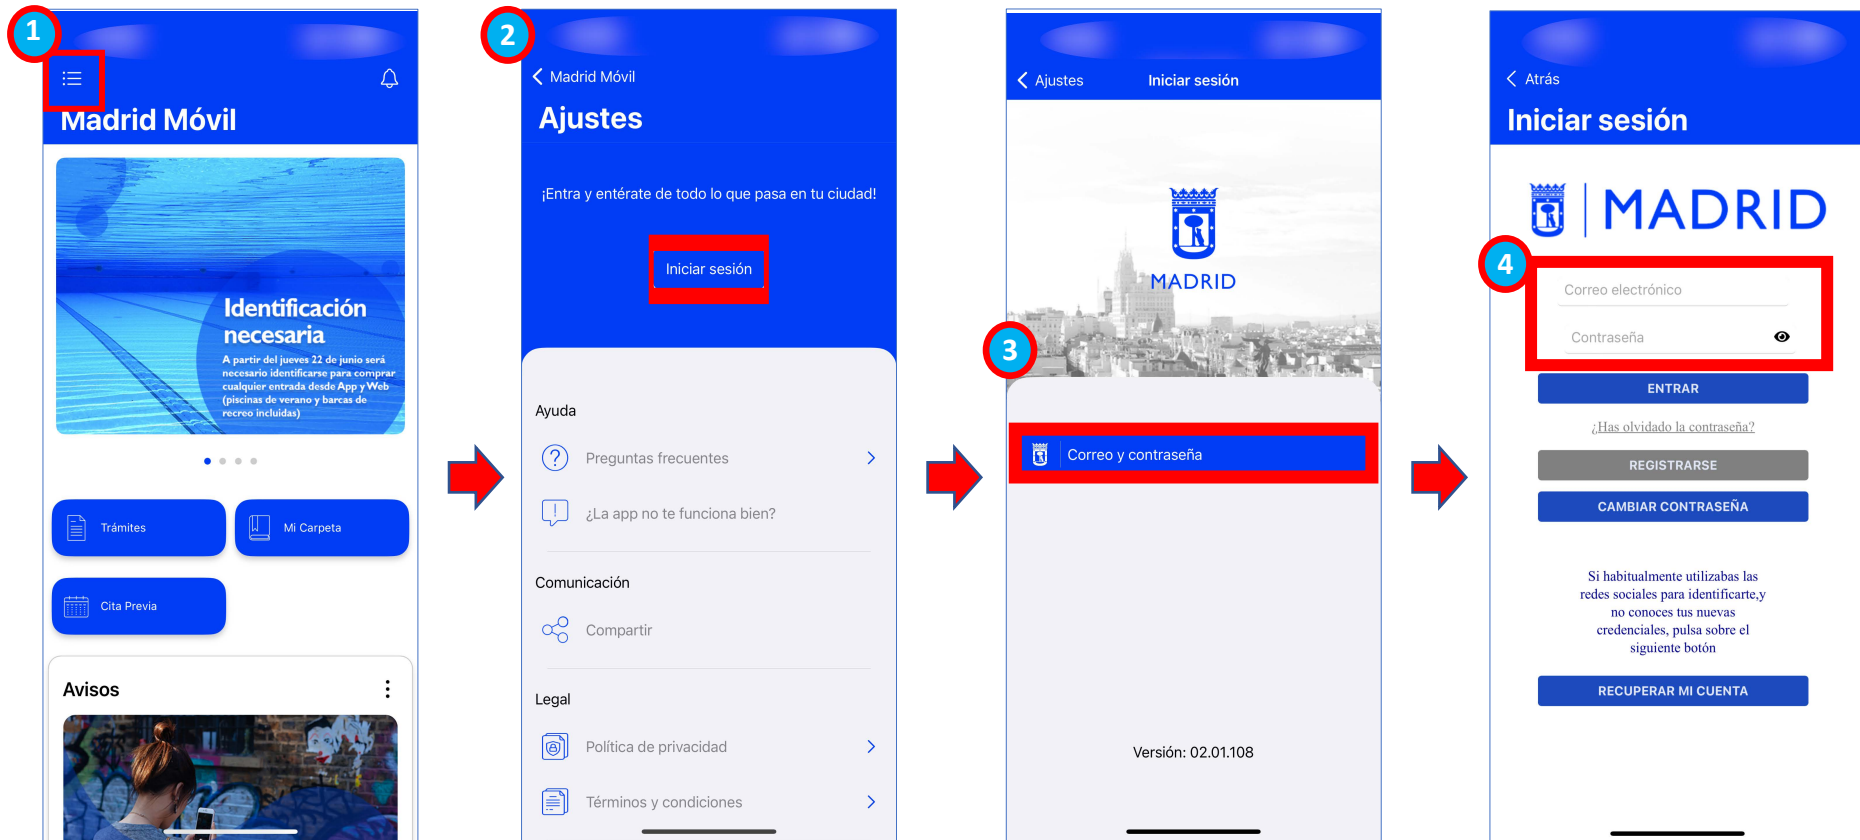 1
Madrid Móvil
Identificación
necesaria
A partir del jueves 22 de junio será
necesario identificarse para comprar
cualquier entrada desde App y Web
(piscinas de verano y barcas de
recreo incluidas)
Trámites
Mi Carpeta
Cita Previa
Avisos
2
Madrid Móvil
Ajustes
¡Entra y entérate de todo lo que pasa en tu ciudad!
Iniciar sesión
Ayuda
Preguntas frecuentes
¿La app no te funciona bien?
Comunicación
Compartir
Legal
Política de privacidad
Términos y condiciones
Ajustes
Iniciar sesión
MADRID
3
Correo y contraseña
Versión: 02.01.108
Atrás
Iniciar sesión
MADRID
4
Correo electrónico
Contraseña
ENTRAR
¿Has olvidado la contraseña?
REGISTRARSE
CAMBIAR CONTRASEÑA
Si habitualmente utilizabas las
redes sociales para identificarte,y
no conoces tus nuevas
credenciales, pulsa sobre el
siguiente botón
RECUPERAR MI CUENTA